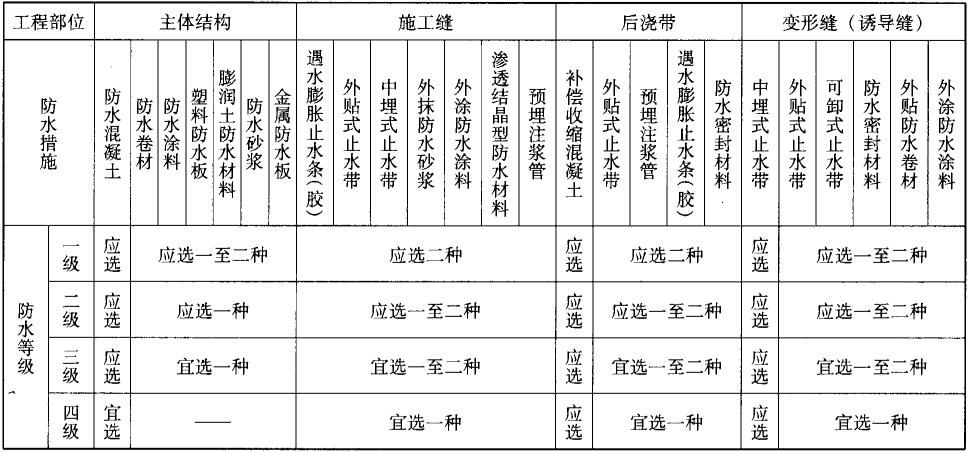 工程部位 主体结构 施工缝 后浇带 变形缝（诱导缝）
防水措施 防水混凝土 防水卷材 防水涂料 塑料防水板 膨润土防水材料 防水砂浆 金属防水板 遇水膨胀止水条(胶) 外贴式止水带 中埋式止水带 外抹防水砂浆 外涂防水涂料 渗透结晶型防水材料 预埋注浆管 补偿收缩混凝土 外贴式止水带 预埋注浆管 遇水膨胀止水条(胶) 防水密封材料 中埋式止水带 外贴式止水带 可卸式止水带 防水密封材料 外贴防水卷材 外涂防水涂料
防水等级
一级 应选 应选一至二种 应选二种 应选 应选二种 应选 应选一至二种
二级 应选 应选一种 应选一至二种 应选 应选一至二种 应选 应选一至二种
三级 应选 宜选一种 宜选一至二种 应选 宜选一至二种 应选 宜选一至二种
四级 宜选 —— 宜选一种 应选 宜选一种 应选 宜选一种